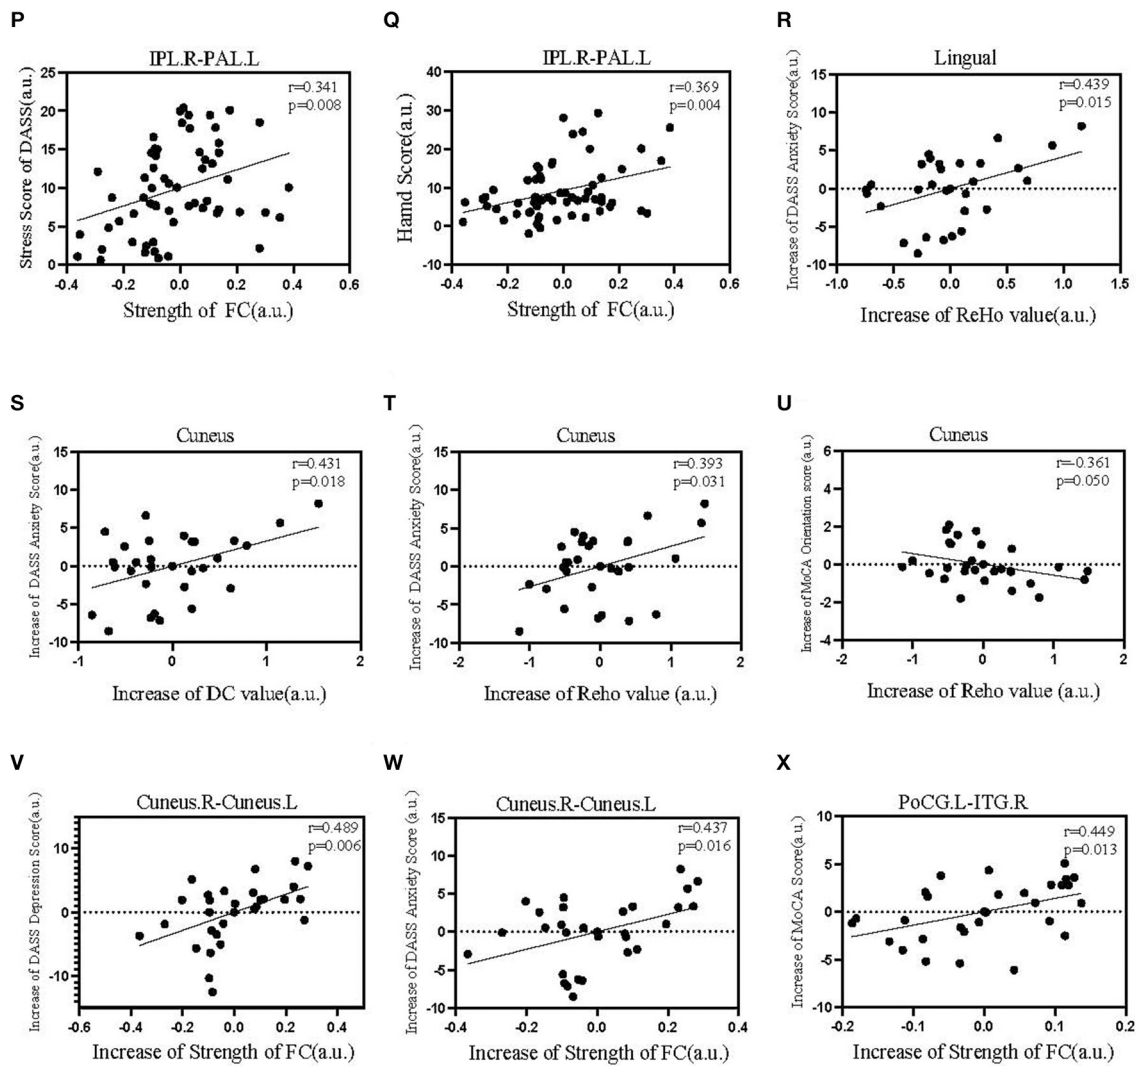 P
IPL.R-PAL.L
r=0.341
p=0.008
Stress Score of DASS(a.u.)
25
20
15
10
5
0
-0.4
-0.2
0.0
0.2
0.4
0.6
Strength of FC(a.u.)
Q
IPL.R-PAL.L
r=0.369
p=0.004
Hamd Score(a.u.)
40
30
20
10
0
-10
-0.4
-0.2
0.0
0.2
0.4
0.6
Strength of FC(a.u.)
R
Lingual
r=0.439
p=0.015
Increase of DASS Anxiety Score(a.u.)
15
10
5
0
-5
-10
-1.0
-0.5
0.0
0.5
1.0
1.5
Increase of ReHo value(a.u.)
S
Cuneus
r=0.431
p=0.018
Increase of DASS Anxiety Score(a.u.)
15
10
5
0
-5
-10
-1
0
1
2
Increase of DC value(a.u.)
T
Cuneus
r=0.393
p=0.031
Increase of DASS Anxiety Score(a.u.)
15
10
5
0
-5
-10
-2
-1
0
1
2
Increase of Reho value (a.u.)
U
Cuneus
r=-0.361
p=0.050
Increase of MoCA Orientation score (a.u.)
6
4
2
0
-2
-4
-2
-1
0
1
2
Increase of Reho value (a.u.)
V
Cuneus.R-Cuneus.L
r=0.489
p=0.006
Increase of DASS Depression Score(a.u.)
10
0
-10
-0.6
-0.4
-0.2
0.0
0.2
0.4
Increase of Strength of FC(a.u.)
W
Cuneus.R-Cuneus.L
r=0.437
p=0.016
Increase of DASS Anxiety Score (a.u.)
15
10
5
0
-5
-10
-0.4
-0.2
0.0
0.2
0.4
Increase of Strength of FC(a.u.)
X
PoCG.L-ITG.R
r=0.449
p=0.013
Increase of MoCA Score(a.u.)
10
5
0
-5
-10
-0.2
-0.1
0.0
0.1
0.2
Increase of Strength of FC(a.u.)